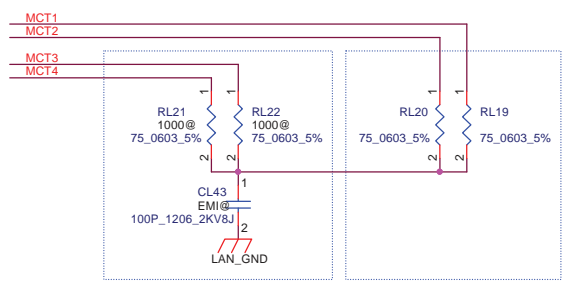 MCT1
MCT2
MCT3
MCT4
1 1 1 1
RL21 RL22 RL20 RL19
1000@ 1000@
75_0603_5% 75_0603_5% 75_0603_5% 75_0603_5%
2 2 2 2
CL43 1
EMI@
100P_1206_2KV8J
2
LAN_GND